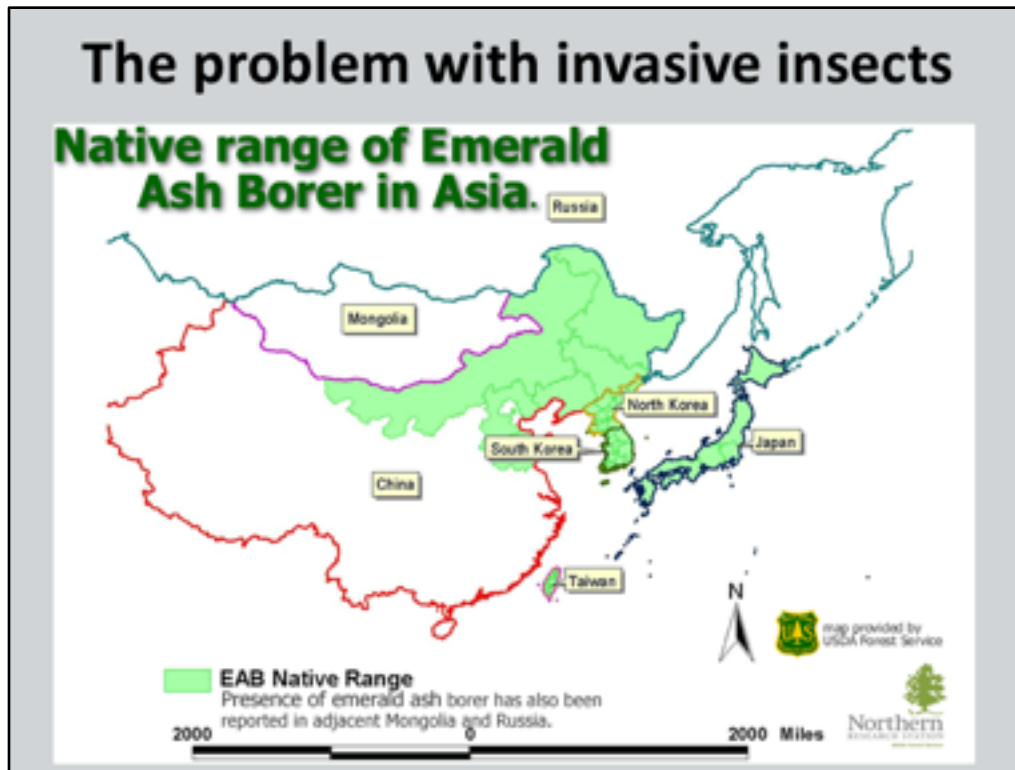 The problem with invasive insects
Native range of Emerald
Ash Borer in Asia.
Russia
Mongolia
North Korea
South Korea
Japan
China
Taiwan
N
map provided by
USDA Forest Service
EAB Native Range
Presence of emerald ash borer has also been
reported in adjacent Mongolia and Russia.
Northern
RESEARCH STATION
2000 0 2000 Miles